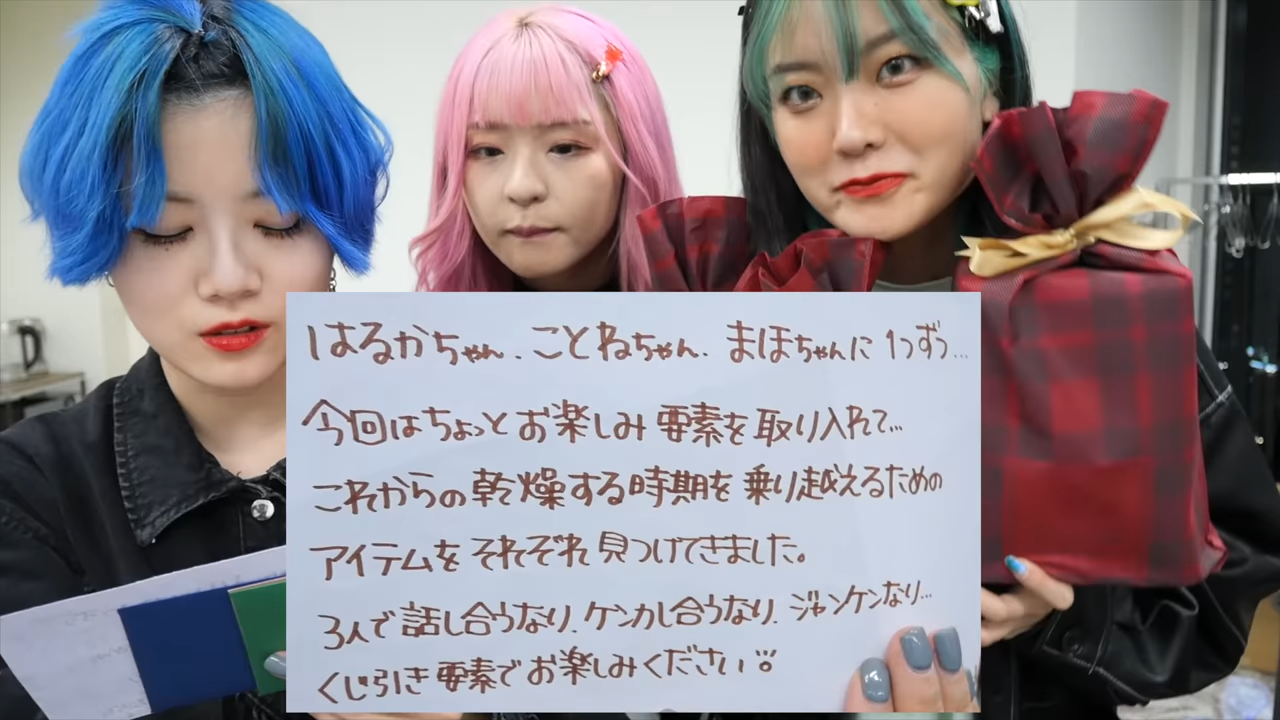 はるかちゃん、ことねちゃん、まほちゃんに1つずつ…
今回はちょっとお楽しみ要素を取り入れて…
これからの乾燥する時期を乗り越えるための
アイテムをそれぞれ見つけてきました。
3人で話し合うなり、ケンカし合うなり、ジャンケンなり…
くじ引き要素でお楽しみください